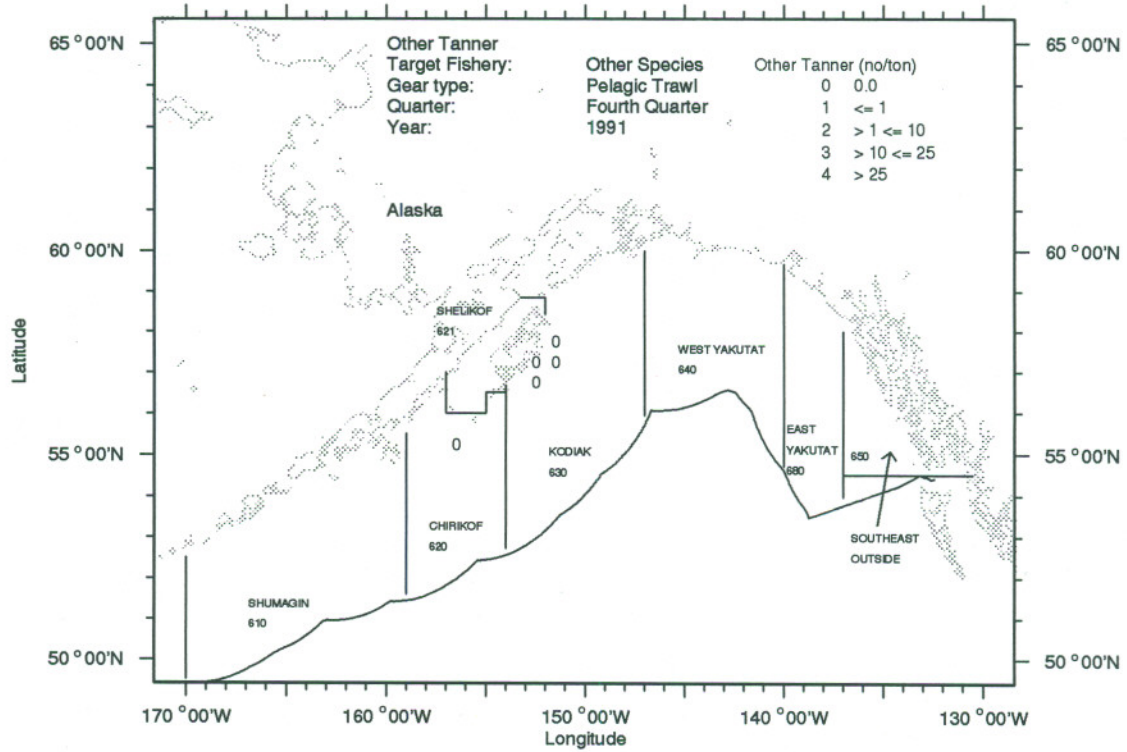 Other Tanner
Target Fishery: Other Species
Gear type: Pelagic Trawl
Quarter: Fourth Quarter
Year: 1991
Other Tanner (no/ton)
0 0.0
1 <= 1
2 > 1 <= 10
3 > 10 <= 25
4 > 25
65°00'N
60°00'N
55°00'N
50°00'N
Latitude
65°00'N
60°00'N
55°00'N
50°00'N
Alaska
SHELIKOF
621
0
0 0
0
0
WEST YAKUTAT
640
EAST
YAKUTAT
680
650
KODIAK
630
CHIRIKOF
620
SOUTHEAST
OUTSIDE
SHUMAGIN
610
170°00'W 160°00'W 150°00'W 140°00'W 130°00'W
Longitude